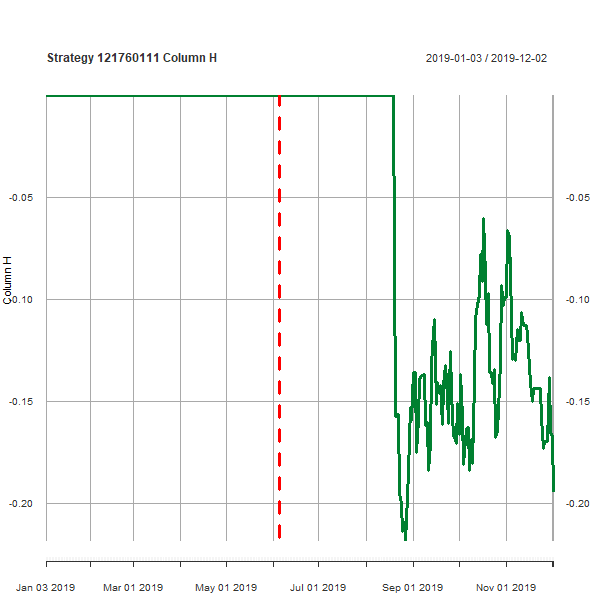 Strategy 121760111 Column H
2019-01-03 / 2019-12-02
-0.05 -0.05
Column H
-0.10 -0.10
-0.15 -0.15
-0.20 -0.20
Jan 03 2019 Mar 01 2019 May 01 2019 Jul 01 2019 Sep 01 2019 Nov 01 2019